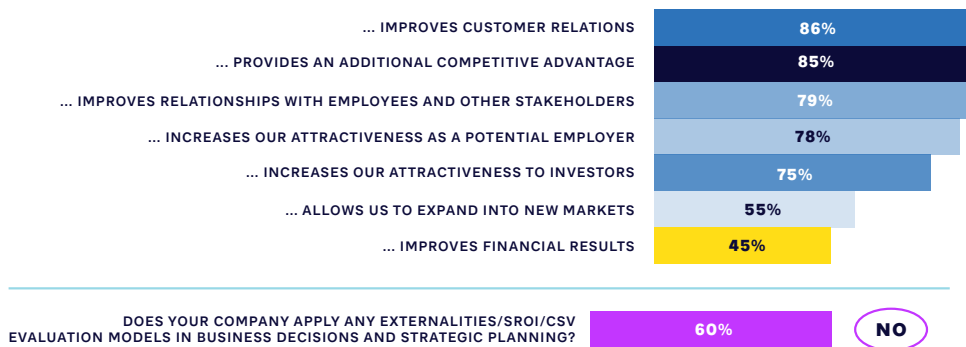 ... IMPROVES CUSTOMER RELATIONS 86%
... PROVIDES AN ADDITIONAL COMPETITIVE ADVANTAGE 85%
... IMPROVES RELATIONSHIPS WITH EMPLOYEES AND OTHER STAKEHOLDERS 79%
... INCREASES OUR ATTRACTIVENESS AS A POTENTIAL EMPLOYER 78%
... INCREASES OUR ATTRACTIVENESS TO INVESTORS 75%
... ALLOWS US TO EXPAND INTO NEW MARKETS 55%
... IMPROVES FINANCIAL RESULTS 45%
DOES YOUR COMPANY APPLY ANY EXTERNALITIES/SROI/CSV
EVALUATION MODELS IN BUSINESS DECISIONS AND STRATEGIC PLANNING?
60% NO